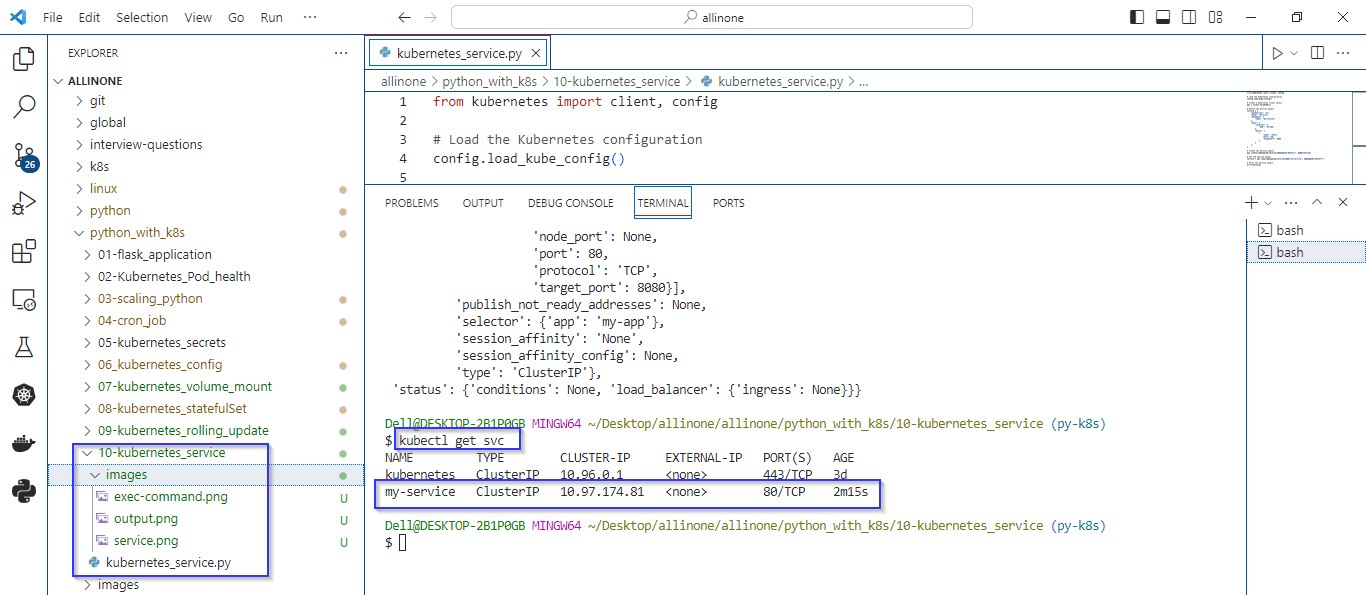 File Edit Selection View Go Run ··· allinone
EXPLORER ···
ALLINONE
git
global
interview-questions
k8s
linux
python
python_with_k8s
01-flask_application
02-Kubernetes_Pod_health
03-scaling_python
04-cron_job
05-kubernetes_secrets
06_kubernetes_config
07-kubernetes_volume_mount
08-kubernetes_statefulSet
09-kubernetes_rolling_update
10-kubernetes_service
images
exec-command.png U
output.png U
service.png U
kubernetes_service.py
images
26
kubernetes_service.py
allinone > python_with_k8s > 10-kubernetes_service > kubernetes_service.py > ...
1 from kubernetes import client, config
2
3 # Load the Kubernetes configuration
4 config.load_kube_config()
5
PROBLEMS OUTPUT DEBUG CONSOLE TERMINAL PORTS
bash
bash
'node_port': None,
'port': 80,
'protocol': 'TCP',
'target_port': 8080}],
'publish_not_ready_addresses': None,
'selector': {'app': 'my-app'},
'session_affinity': 'None',
'session_affinity_config': None,
'type': 'ClusterIP'},
'status': {'conditions': None, 'load_balancer': {'ingress': None}}}
Dell@DESKTOP-2B1P0GB MINGW64 ~/Desktop/allinone/allinone/python_with_k8s/10-kubernetes_service (py-k8s)
$ kubectl get svc
NAME TYPE CLUSTER-IP EXTERNAL-IP PORT(S) AGE
kubernetes ClusterIP 10.96.0.1 <none> 443/TCP 3d
my-service ClusterIP 10.97.174.81 <none> 80/TCP 2m15s
Dell@DESKTOP-2B1P0GB MINGW64 ~/Desktop/allinone/allinone/python_with_k8s/10-kubernetes_service (py-k8s)
$